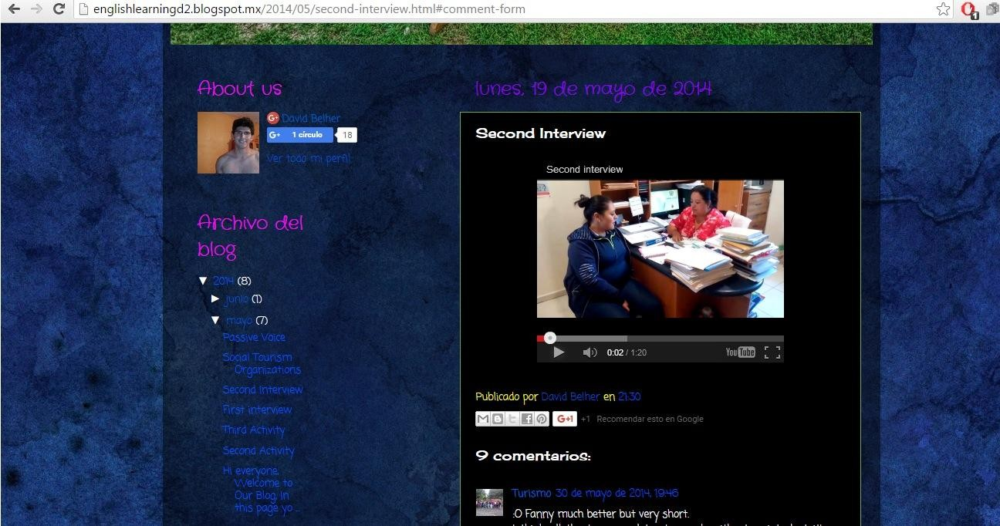 englishlearningd2.blogspot.mx/2014/05/second-interview.html#comment-form
1
About us
David Belher
G+ 1 círculo 18
Ver todo mi perfil
Archivo del
blog
▼ 2014 (8)
► junio (1)
▼ mayo (7)
Passive Voice
Social Tourism
Organizations
Second Interview
First interview
Third Activity
Second Activity
Hi everyone,
Welcome to
Our Blog, In
this page yo ...
lunes, 19 de mayo de 2014
Second Interview
Second interview
0:02 / 1:20 YouTube
Publicado por David Belher en 21:30
G+1 +1 Recomendar esto en Google
9 comentarios:
Turismo 30 de mayo de 2014, 19:46
:O Fanny much better but very short.